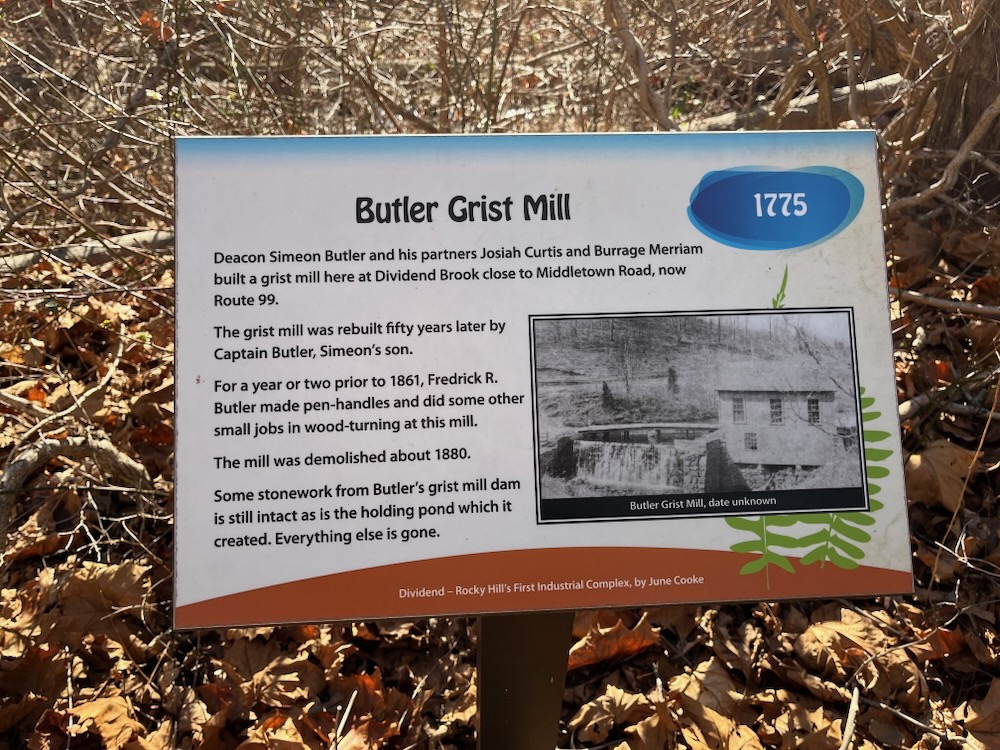 Butler Grist Mill
1775
Deacon Simeon Butler and his partners Josiah Curtis and Burrage Merriam
built a grist mill here at Dividend Brook close to Middletown Road, now
Route 99.
The grist mill was rebuilt fifty years later by
Captain Butler, Simeon's son.
For a year or two prior to 1861, Fredrick R.
Butler made pen-handles and did some other
small jobs in wood-turning at this mill.
The mill was demolished about 1880.
Some stonework from Butler's grist mill dam
is still intact as is the holding pond which it
created. Everything else is gone.
Butler Grist Mill, date unknown
Dividend – Rocky Hill's First Industrial Complex, by June Cooke